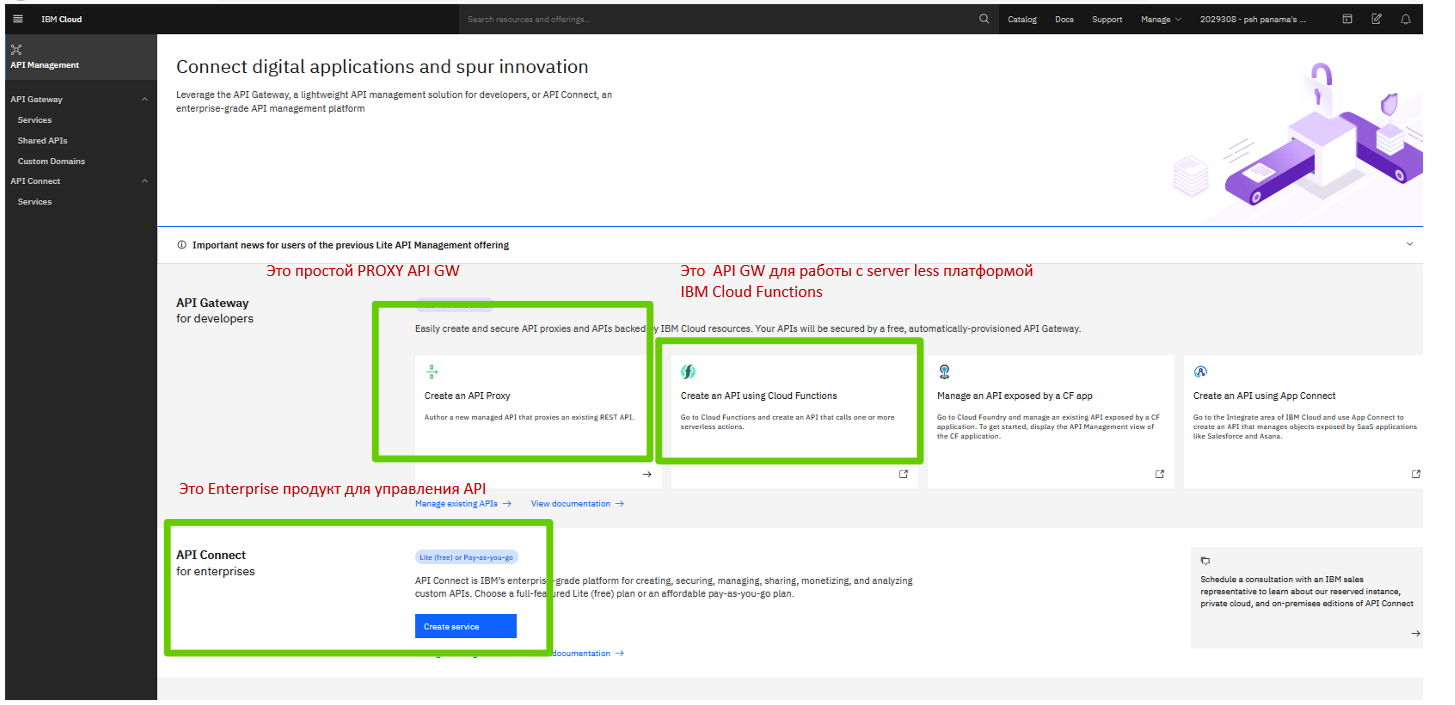 IBM Cloud
Search resources and offerings...
Catalog
Docs
Support
Manage
2029308 - psh panama's ...
API Management
API Gateway
Services
Shared APIs
Custom Domains
API Connect
Services
Connect digital applications and spur innovation
Leverage the API Gateway, a lightweight API management solution for developers, or API Connect, an
enterprise-grade API management platform
Important news for users of the previous Lite API Management offering
Это простой PROXY API GW
Это API GW для работы с server less платформой
IBM Cloud Functions
API Gateway
for developers
Easily create and secure API proxies and APIs backed by IBM Cloud resources. Your APIs will be secured by a free, automatically-provisioned API Gateway.
Create an API Proxy
Author a new managed API that proxies an existing REST API.
Create an API using Cloud Functions
Go to Cloud Functions and create an API that calls one or more
serverless actions.
Manage an API exposed by a CF app
Go to Cloud Foundry and manage an existing API exposed by a CF
application. To get started, display the API Management view of
the CF application.
Create an API using App Connect
Go to the Integrate area of IBM Cloud and use App Connect to
create an API that manages objects exposed by SaaS applications
like Salesforce and Asana.
Это Enterprise продукт для управления API
Manage existing APIs →
View documentation →
API Connect
for enterprises
Lite (free) or Pay-as-you-go
API Connect is IBM's enterprise-grade platform for creating, securing, managing, sharing, monetizing, and analyzing
custom APIs. Choose a full-featured Lite (free) plan or an affordable pay-as-you-go plan.
Create service
documentation →
Schedule a consultation with an IBM sales
representative to learn about our reserved instance,
private cloud, and on-premises editions of API Connect